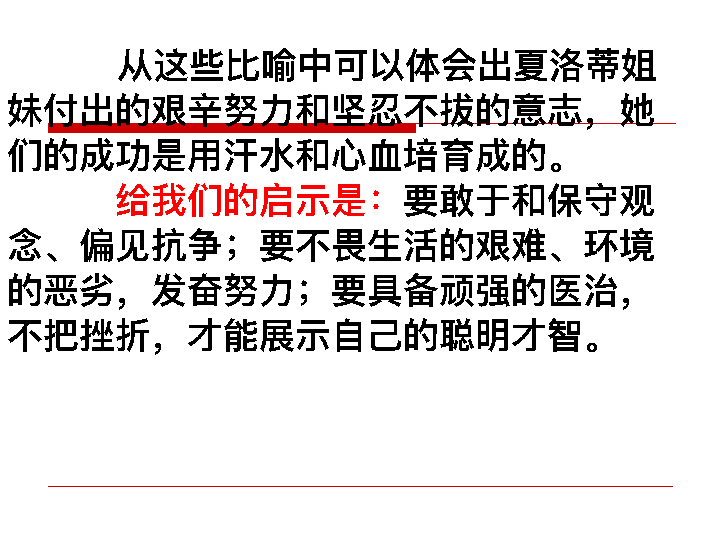 从这些比喻中可以体会出夏洛蒂姐
妹付出的艰辛努力和坚忍不拔的意志，她
们的成功是用汗水和心血培育成的。
给我们的启示是：要敢于和保守观
念、偏见抗争；要不畏生活的艰难、环境
的恶劣，发奋努力；要具备顽强的医治，
不把挫折，才能展示自己的聪明才智。